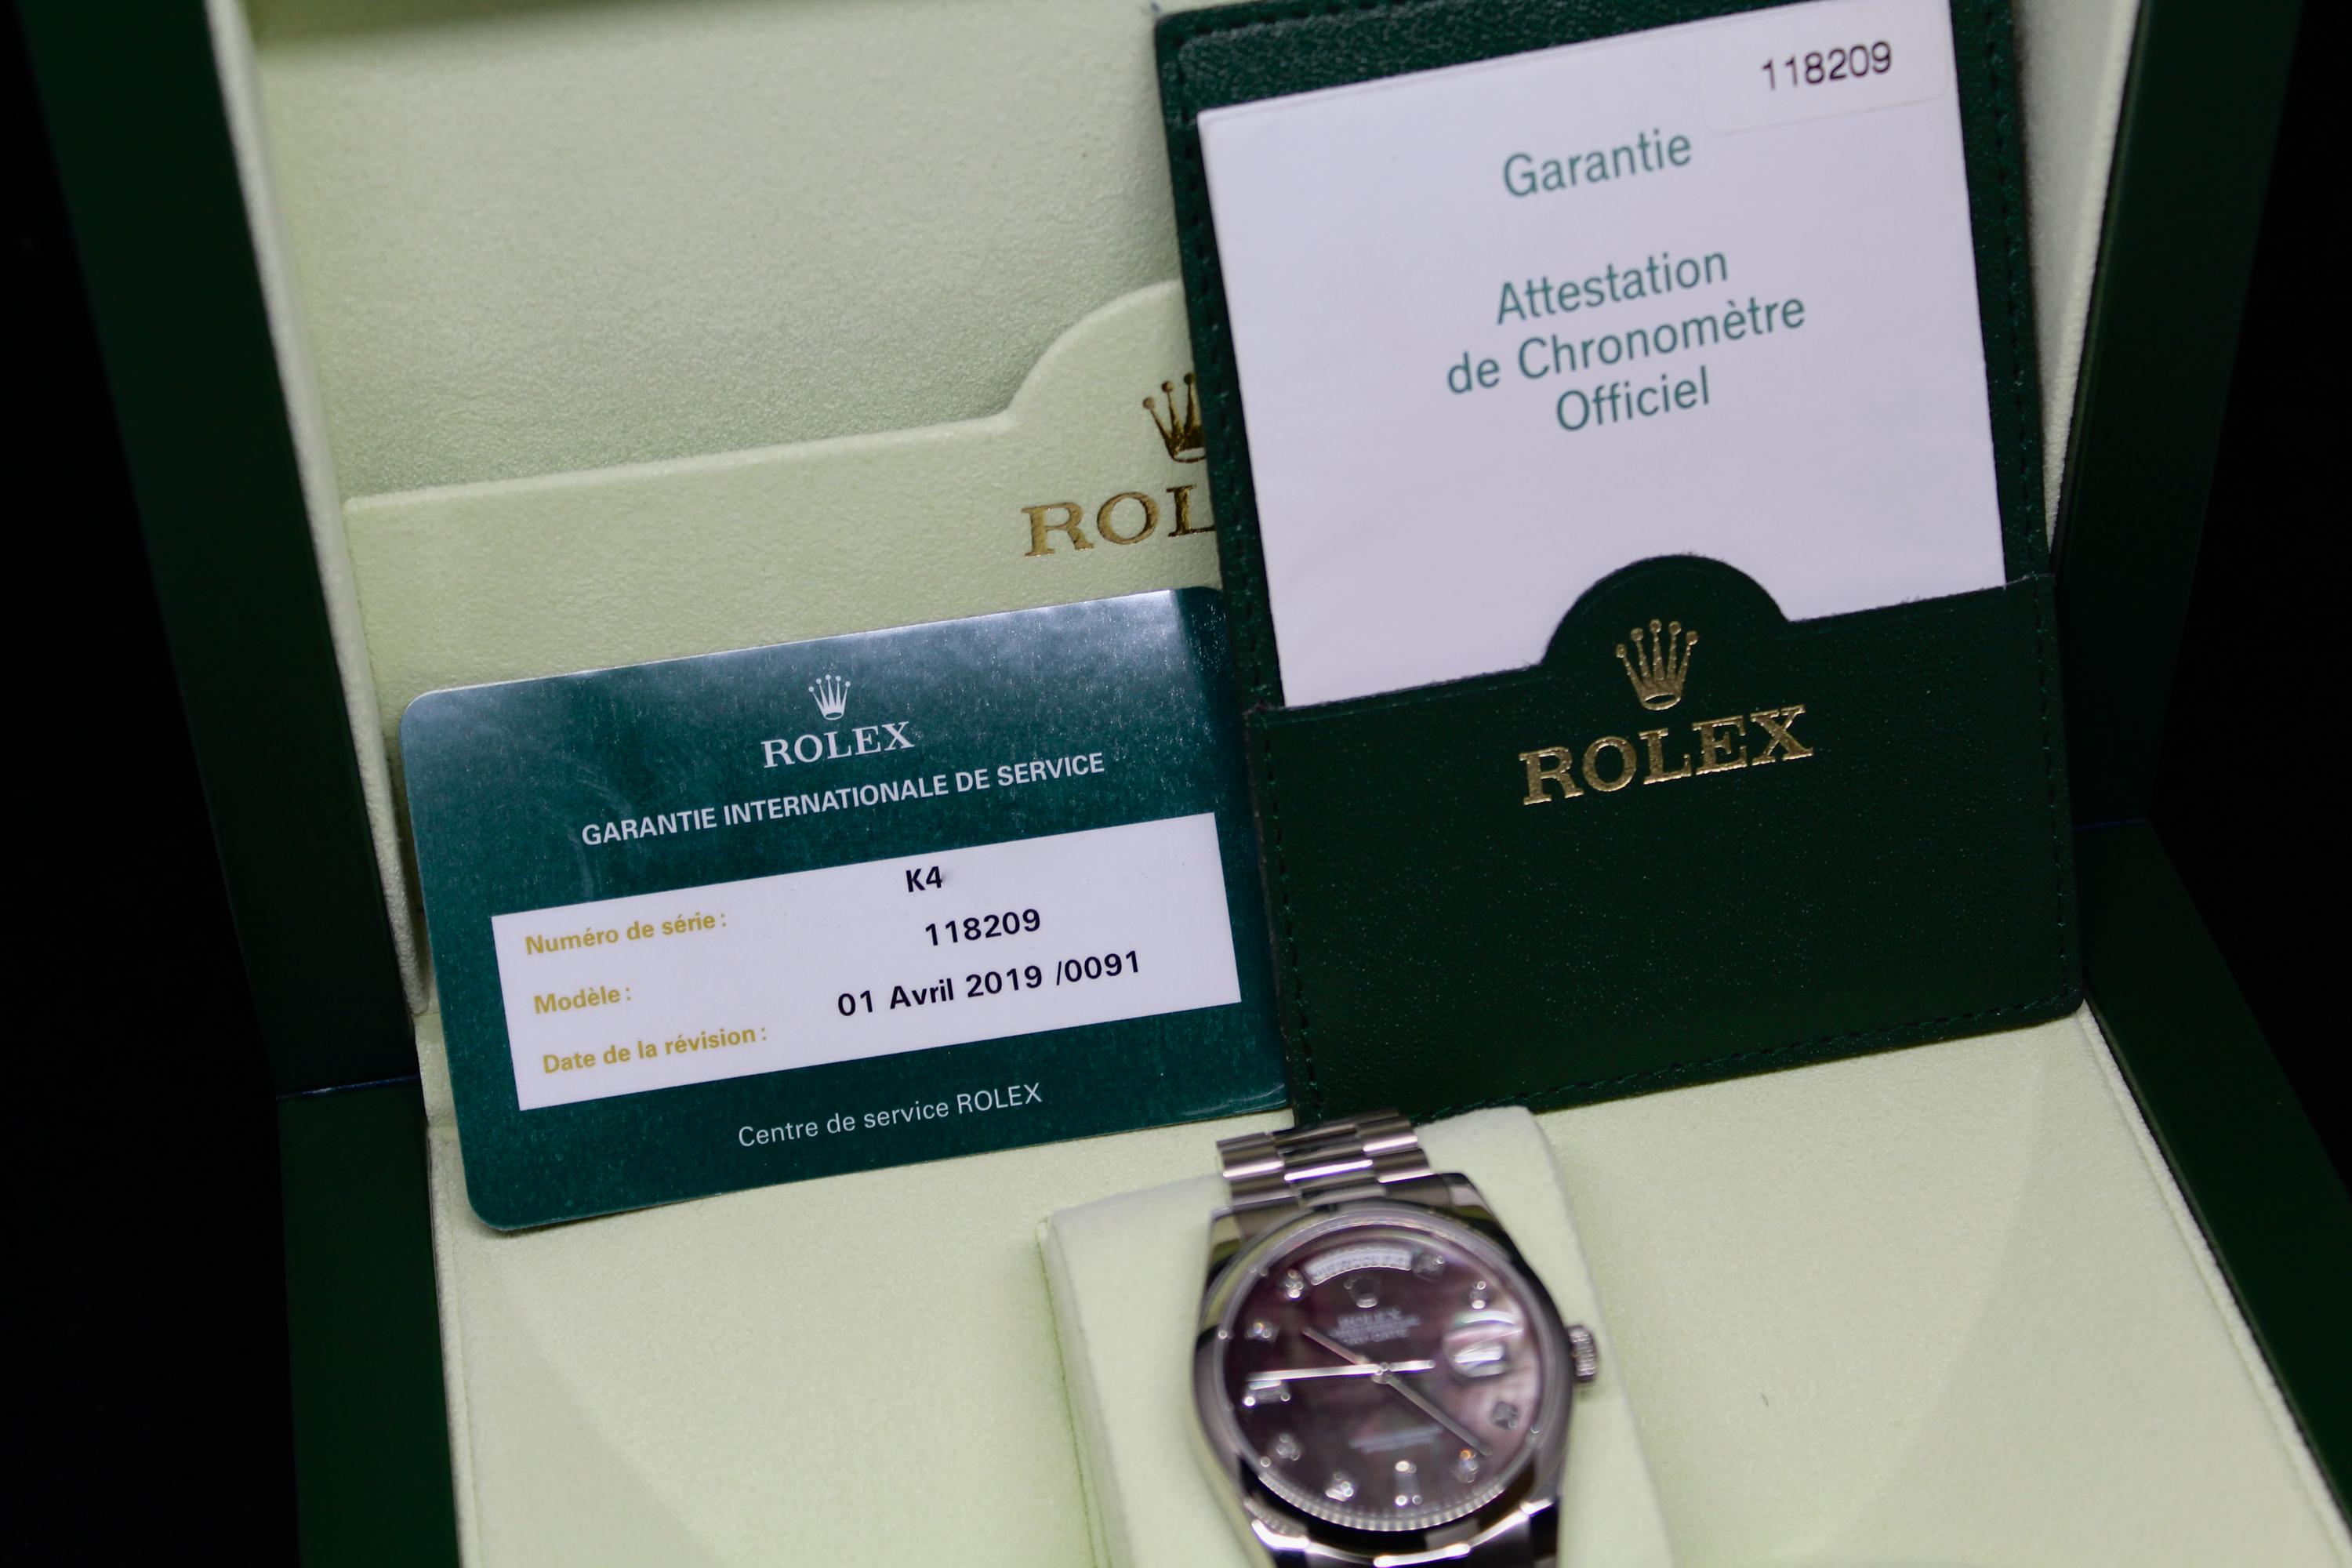 118209
Garantie
Attestation
de Chronomètre
Officiel
ROLEX
ROL
ROLEX
GARANTIE INTERNATIONALE DE SERVICE
K4
Numéro de série :
118209
Modèle :
01 Avril 2019 /0091
Date de la révision :
Centre de service ROLEX
ROLEX